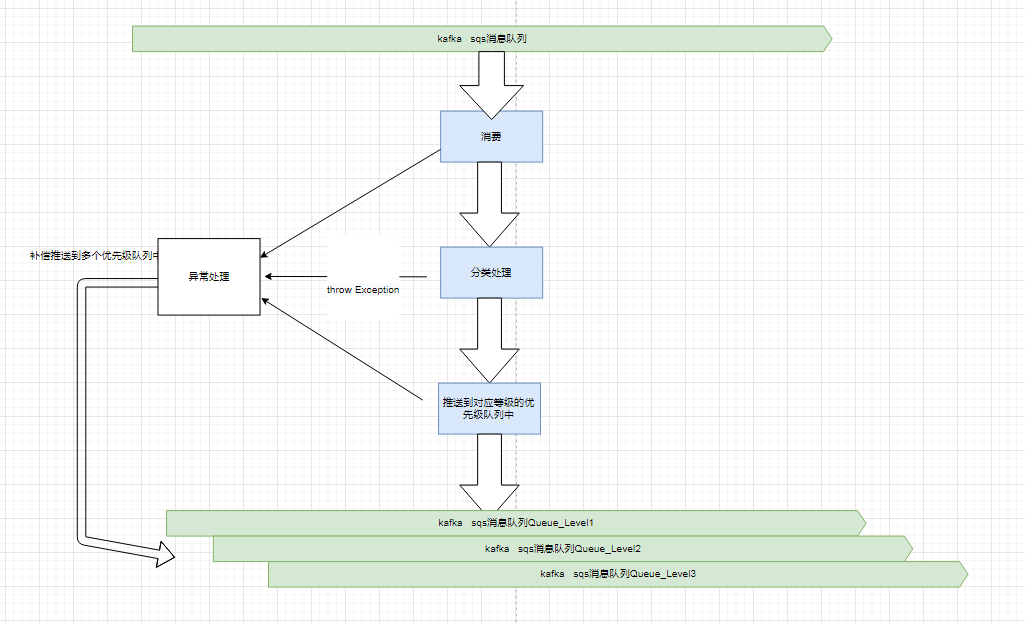 kafka sqs消息队列
消费
补偿推送到多个优先级队列中
异常处理
分类处理
throw Exception
推送到对应等级的优
先级队列中
kafka sqs消息队列Queue_Level1
kafka sqs消息队列Queue_Level2
kafka sqs消息队列Queue_Level3